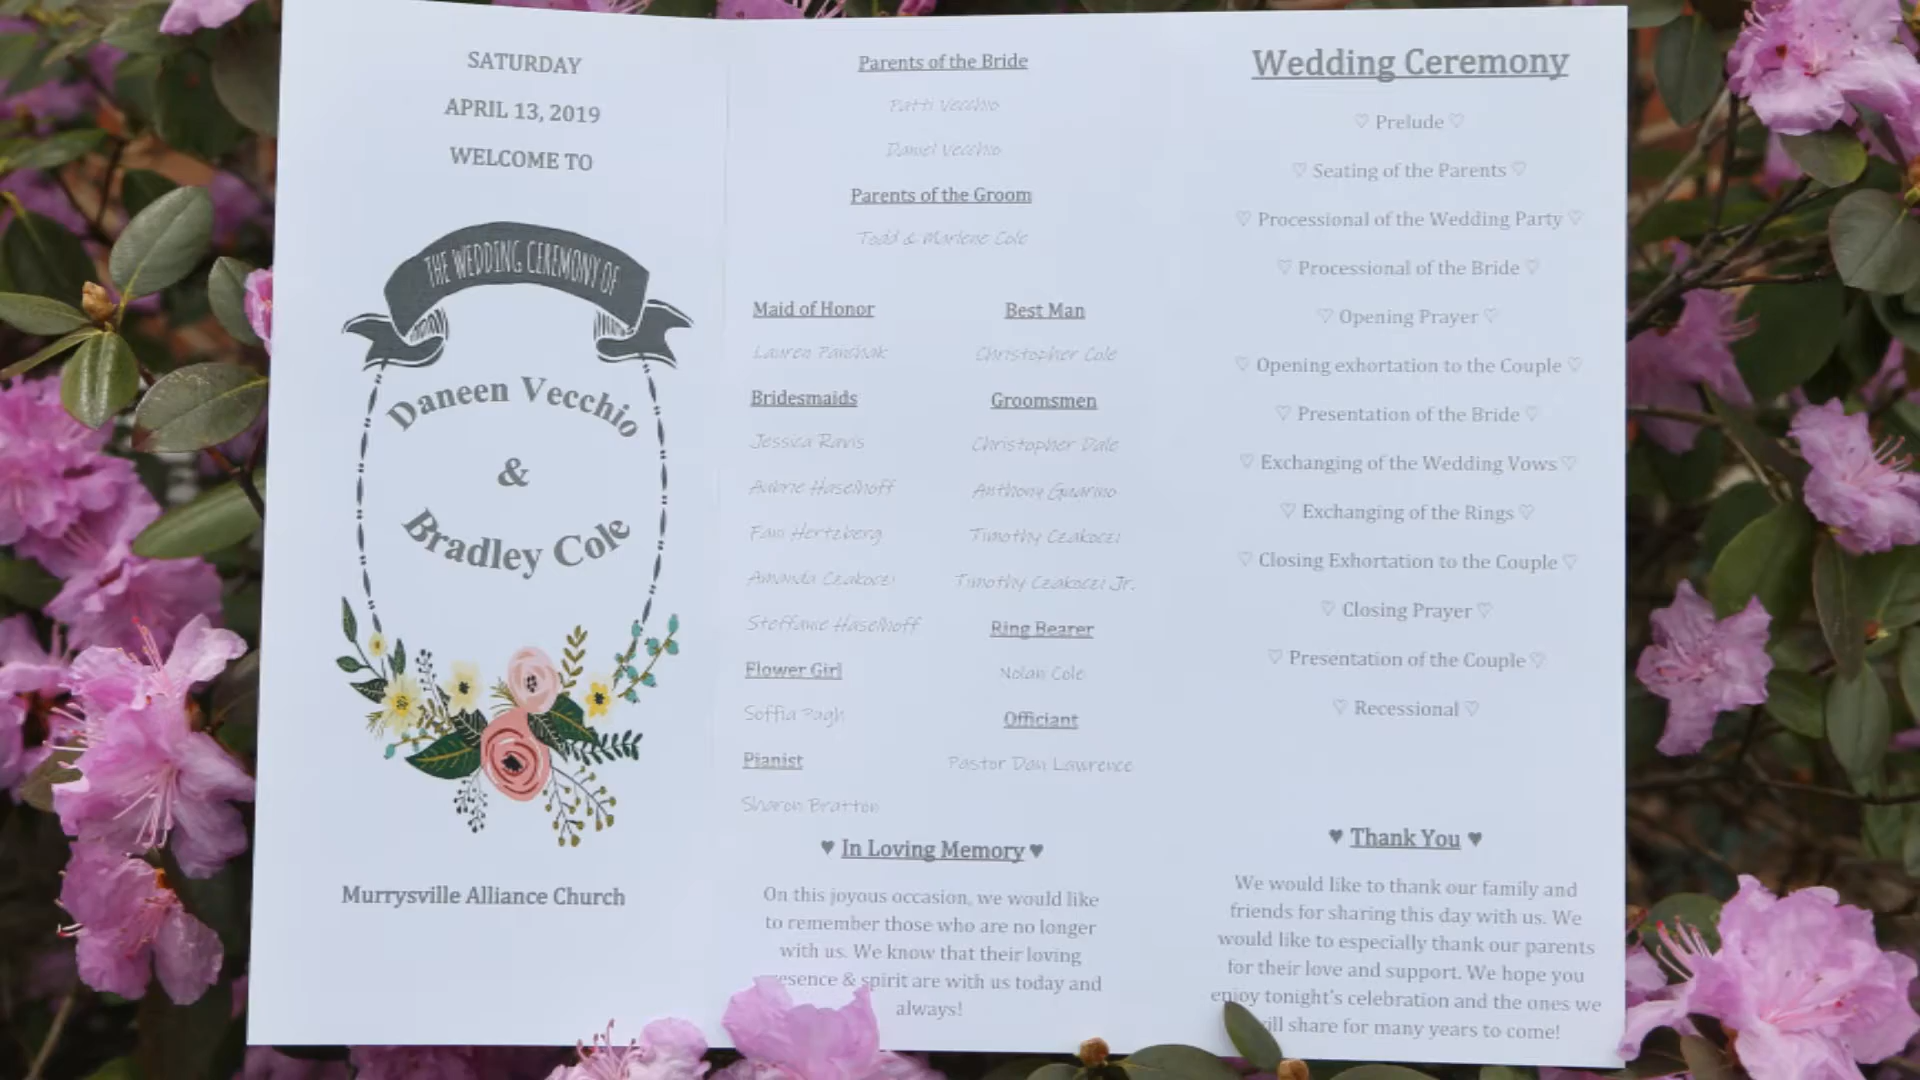 SATURDAY
APRIL 13, 2019
WELCOME TO
THE WEDDING CEREMONY OF
Daneen Vecchio
&
Bradley Cole
Murrysville Alliance Church
Parents of the Bride
Patti Vecchio
Daniel Vecchio
Parents of the Groom
Todd & Marlene Cole
Maid of Honor
Lauren Panchak
Bridesmaids
Jessica Ravis
Aubrie Haselhoff
Hertzberg
Amanda Czakoczi
Steffanie Haselhoff
Flower Girl
Soffia Pagh
Pianist
Sharon Bratton
Best Man
Christopher Cole
Groomsmen
Christopher Dale
Anthony Guarino
Timothy Czakoczi
Timothy Czakoczi Jr.
Ring Bearer
Nolan Cole
Officiant
Pastor Dan Lawrence
♥ In Loving Memory ♥
On this joyous occasion, we would like
to remember those who are no longer
with us. We know that their loving
esence & spirit are with us today and
always!
Wedding Ceremony
♡ Prelude ♡
♡ Seating of the Parents ♡
♡ Processional of the Wedding Party ♡
♡ Processional of the Bride ♡
♡ Opening Prayer ♡
♡ Opening exhortation to the Couple ♡
♡ Presentation of the Bride ♡
♡ Exchanging of the Wedding Vows ♡
♡ Exchanging of the Rings ♡
♡ Closing Exhortation to the Couple ♡
♡ Closing Prayer ♡
♡ Presentation of the Couple ♡
♡ Recessional ♡
♥ Thank You ♥
We would like to thank our family and
friends for sharing this day with us. We
would like to especially thank our parents
for their love and support. We hope you
enjoy tonight's celebration and the ones we
will share for many years to come!